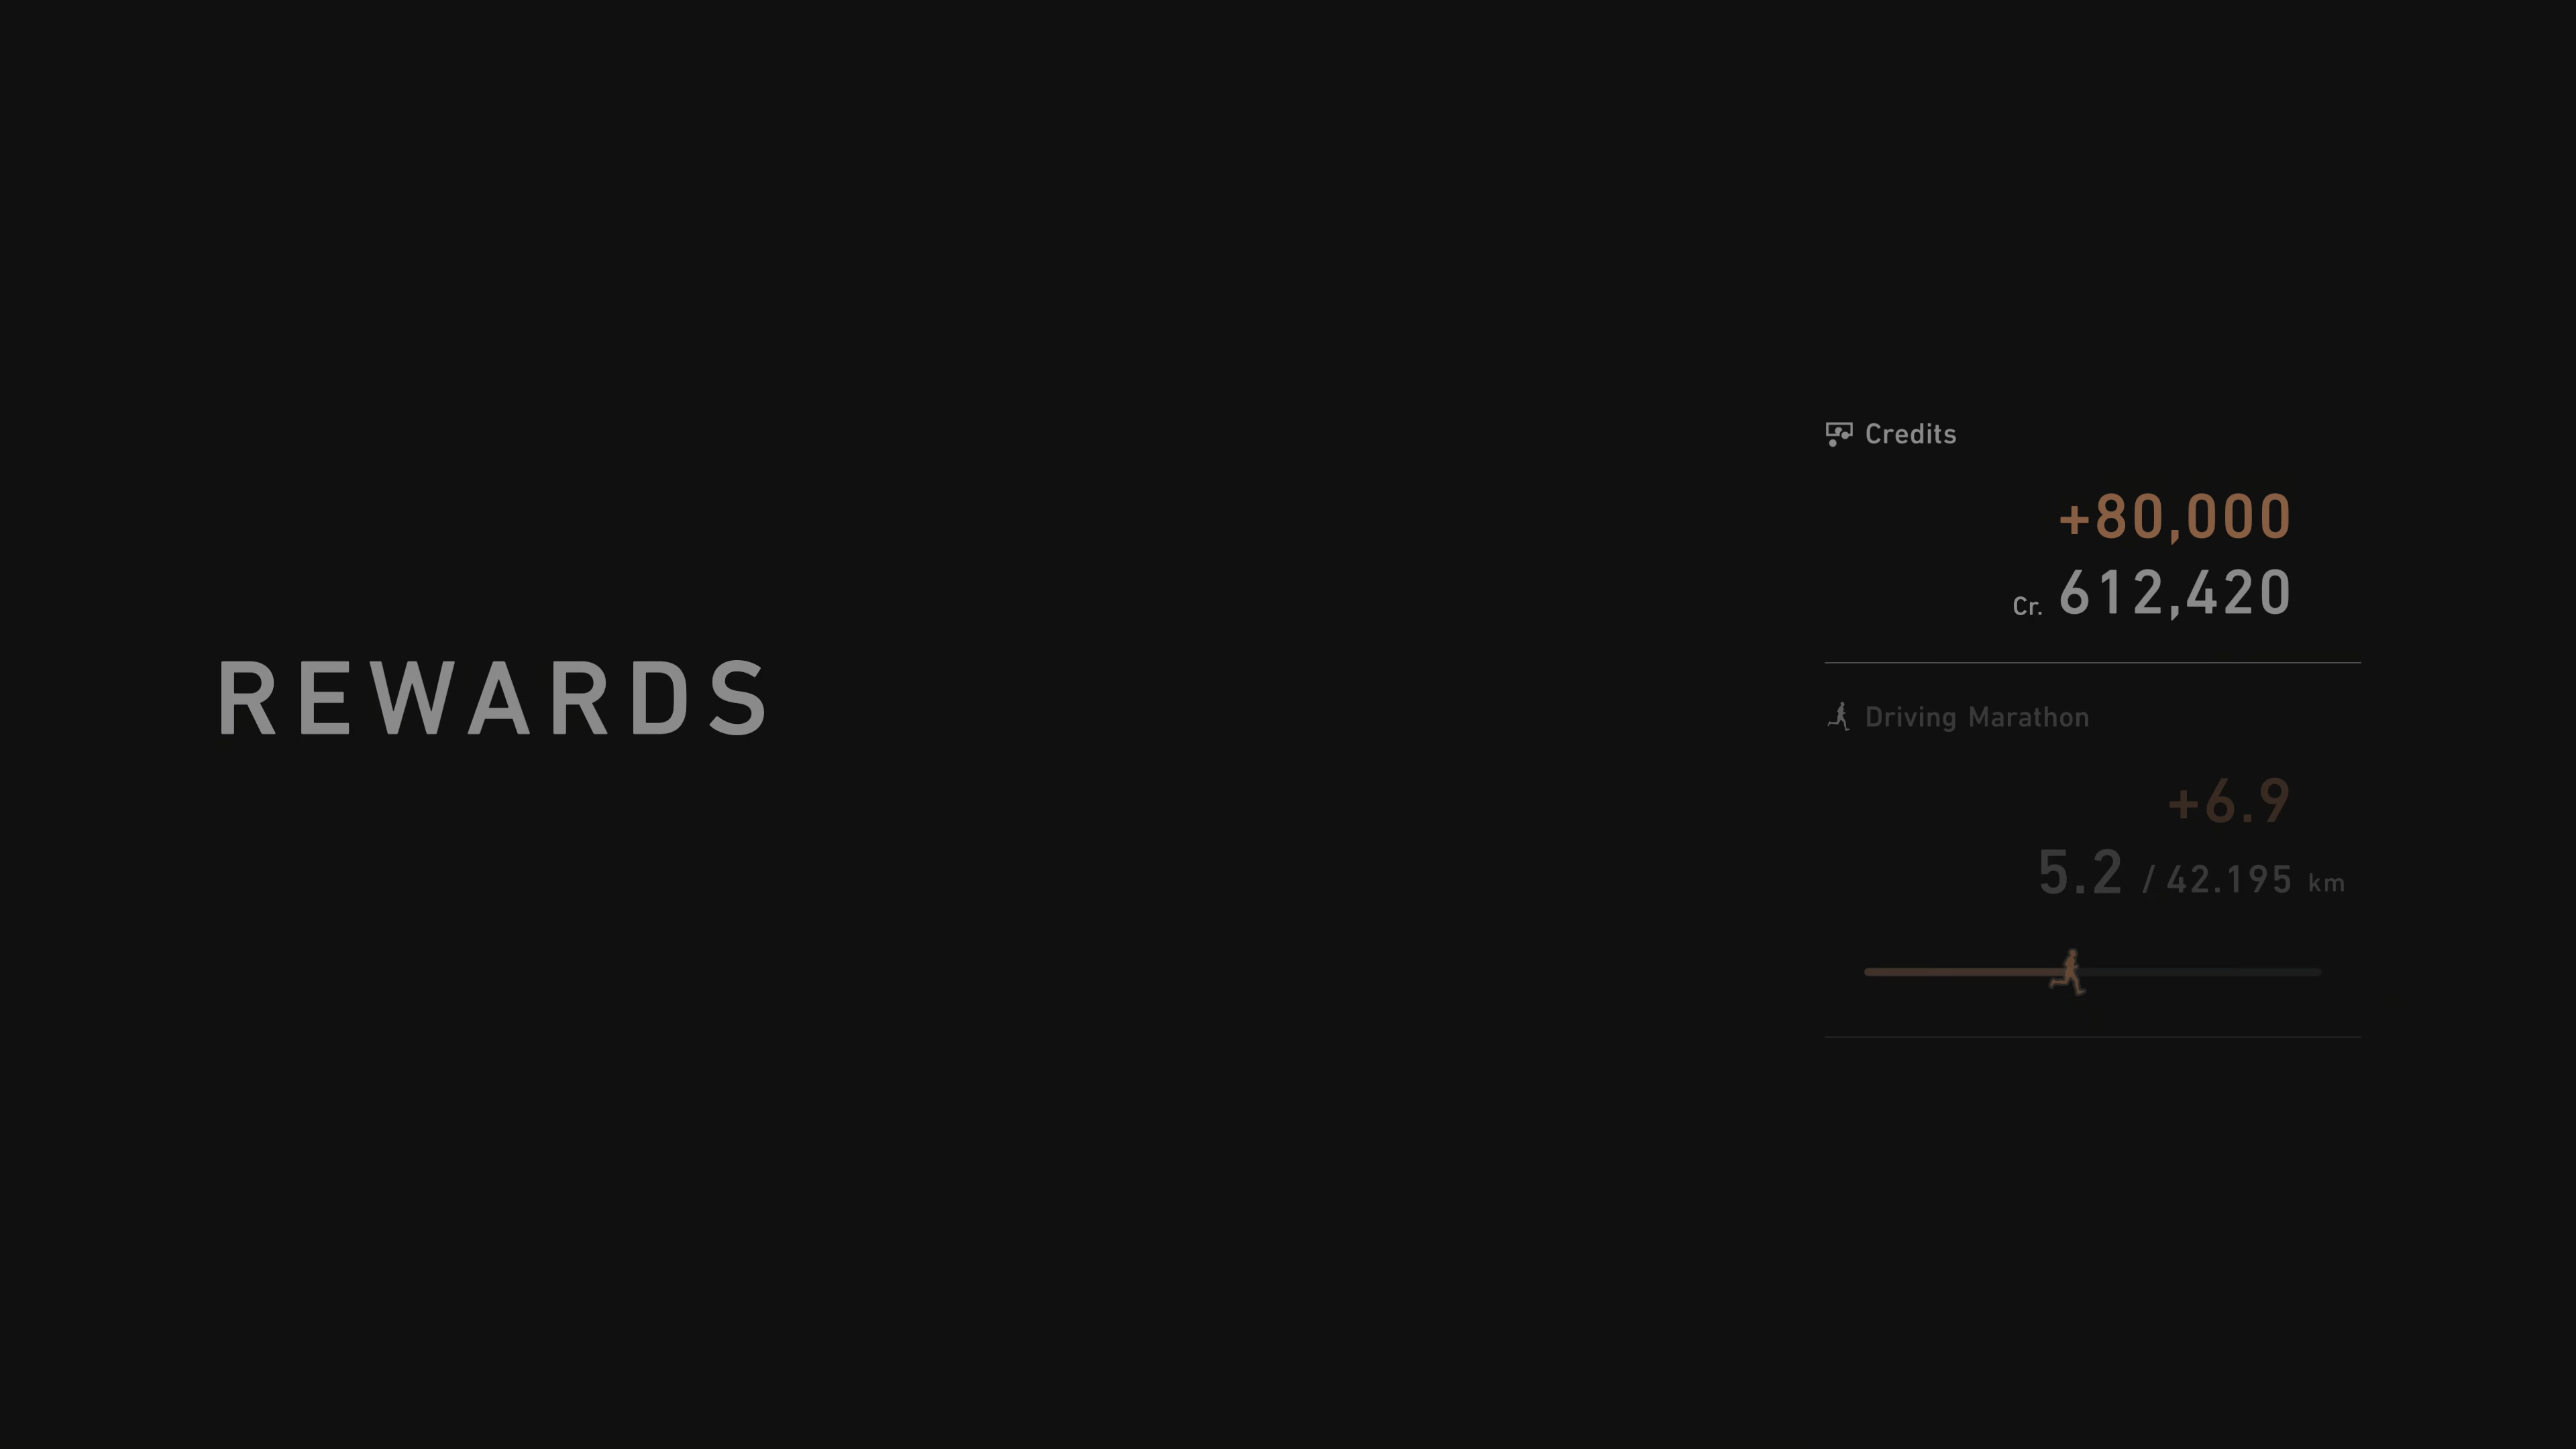 REWARDS
Credits
+80,000
Cr. 612,420
Driving Marathon
+6.9
5.2 / 42.195 km